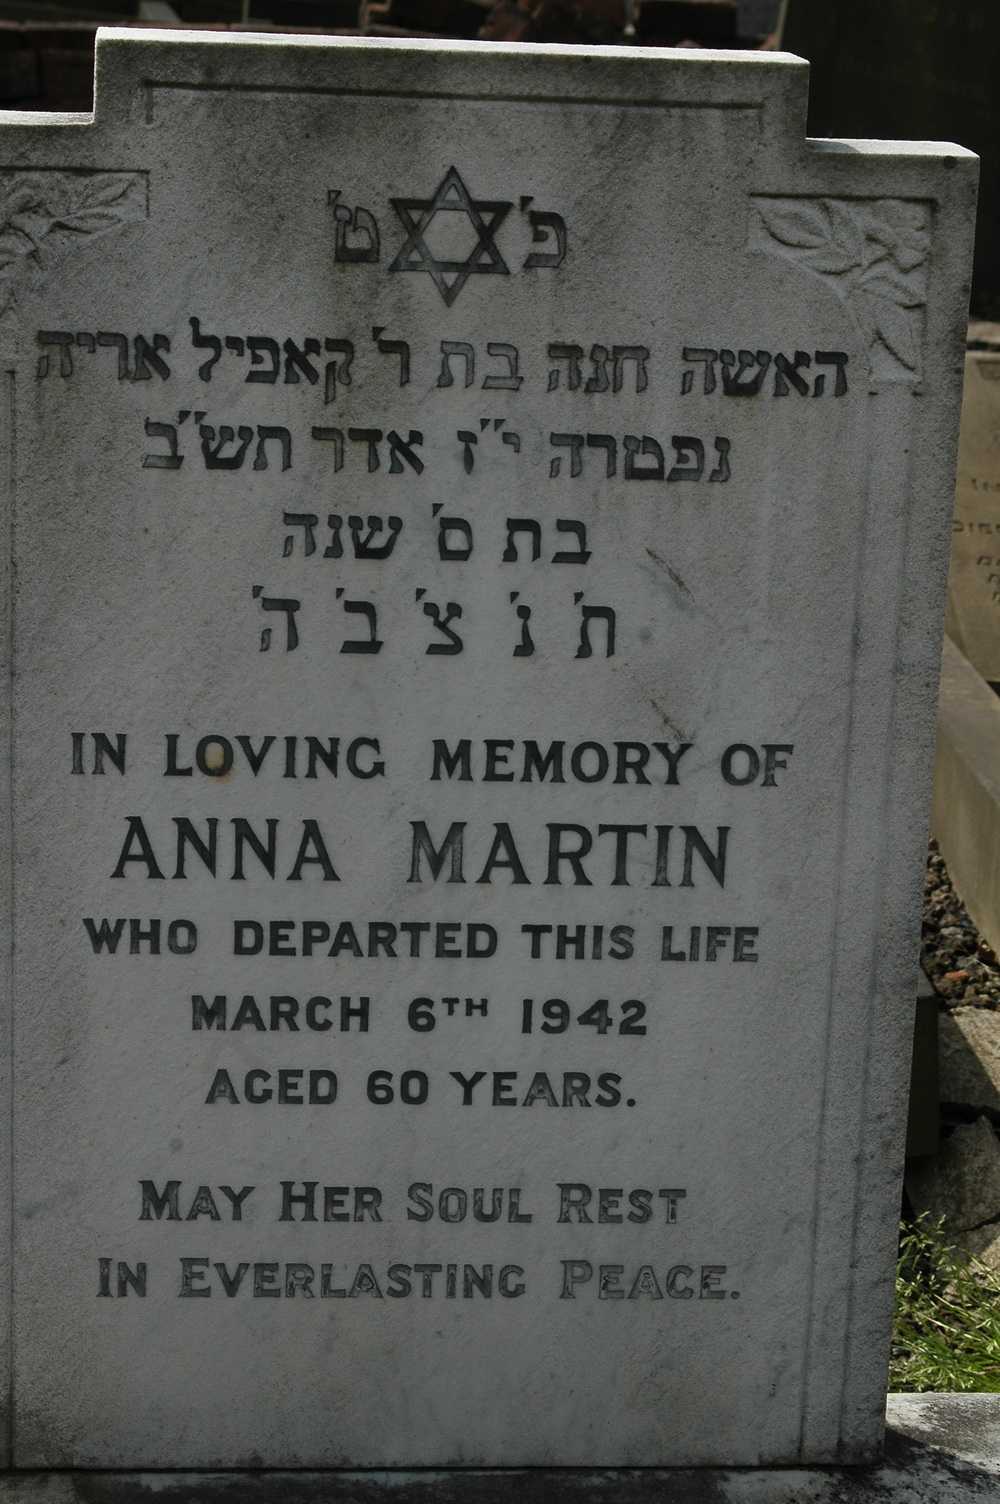 פ' ט'
האשה חנה בת ר' קאפיל אריה
נפטרה י"ז אדר תש"ב
בת ס' שנה
ת' נ' צ' ב' ה'
IN LOVING MEMORY OF
ANNA MARTIN
WHO DEPARTED THIS LIFE
MARCH 6TH 1942
AGED 60 YEARS.
MAY HER SOUL REST
IN EVERLASTING PEACE.